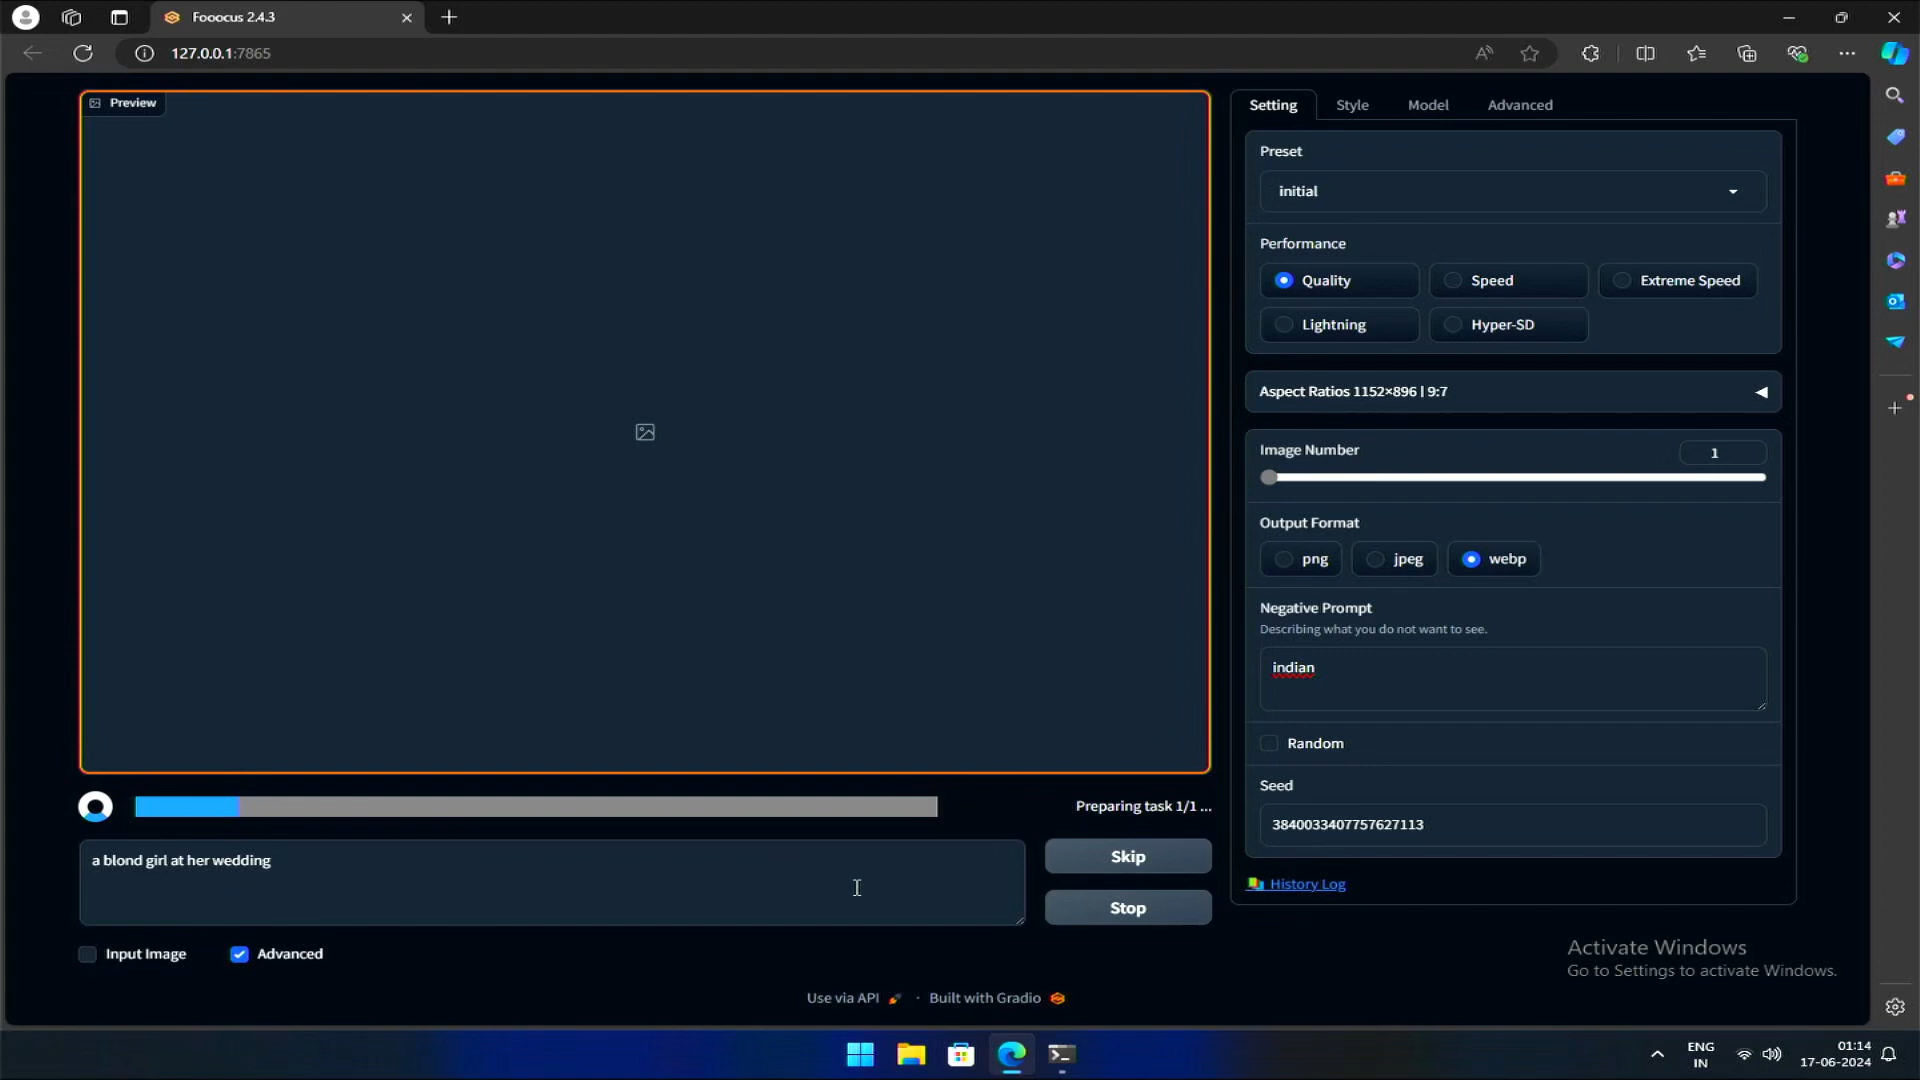 Fooocus 2.4.3
127.0.0.1:7865
Preview
Setting Style Model Advanced
Preset
initial
Performance
Quality Speed Extreme Speed
Lightning Hyper-SD
Aspect Ratios 1152×896 | 9:7
Image Number
1
Output Format
png jpeg webp
Negative Prompt
Describing what you do not want to see.
indian
Random
Seed
3840033407757627113
History Log
Preparing task 1/1 ...
a blond girl at her wedding
Skip
Stop
Input Image Advanced
Use via API · Built with Gradio
Activate Windows
Go to Settings to activate Windows.
ENG
IN
01:14
17-06-2024